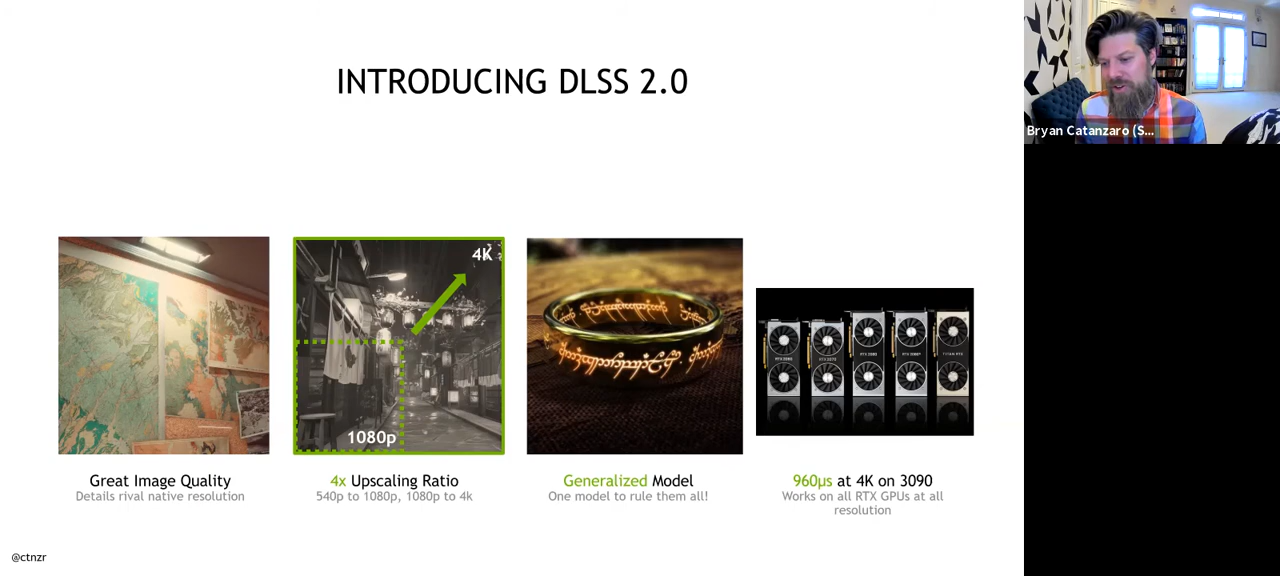 INTRODUCING DLSS 2.0
Bryan Catanzaro (S...
4K
1080p
Great Image Quality
Details rival native resolution
4x Upscaling Ratio
540p to 1080p, 1080p to 4k
Generalized Model
One model to rule them all!
960µs at 4K on 3090
Works on all RTX GPUs at all
resolution
@ctnzr